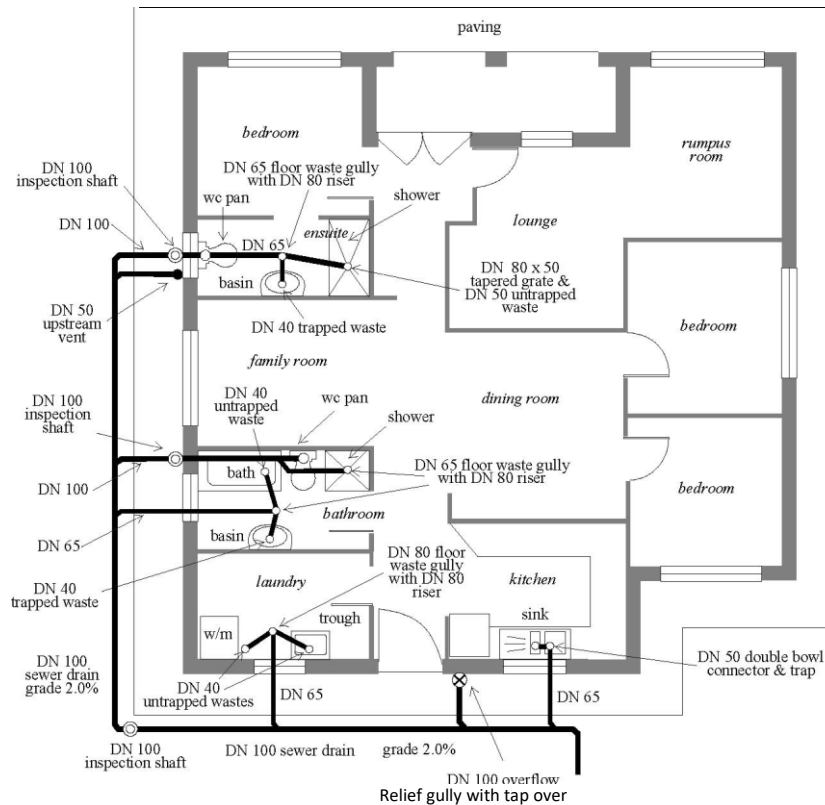 paving
bedroom
rumpus
room
DN 100
inspection shaft
DN 65 floor waste gully
with DN 80 riser
shower
wc pan
DN 100
ensuite
lounge
DN 65
basin
DN 80 x 50
tapered grate &
DN 50 untrapped
waste
DN 50
upstream
vent
DN 40 trapped waste
bedroom
family room
DN 40
untrapped
waste
wc pan
shower
dining room
DN 100
inspection
shaft
DN 100
bath
DN 65 floor waste gully
with DN 80 riser
bedroom
bathroom
DN 65
basin
DN 40
trapped waste
laundry
DN 80 floor
waste gully
with DN 80
riser
kitchen
sink
trough
w/m
DN 100
sewer drain
grade 2.0%
DN 40
untrapped wastes
DN 65
DN 65
DN 50 double bowl
connector & trap
DN 100
inspection shaft
DN 100 sewer drain
grade 2.0%
DN 100 overflow
Relief gully with tap over